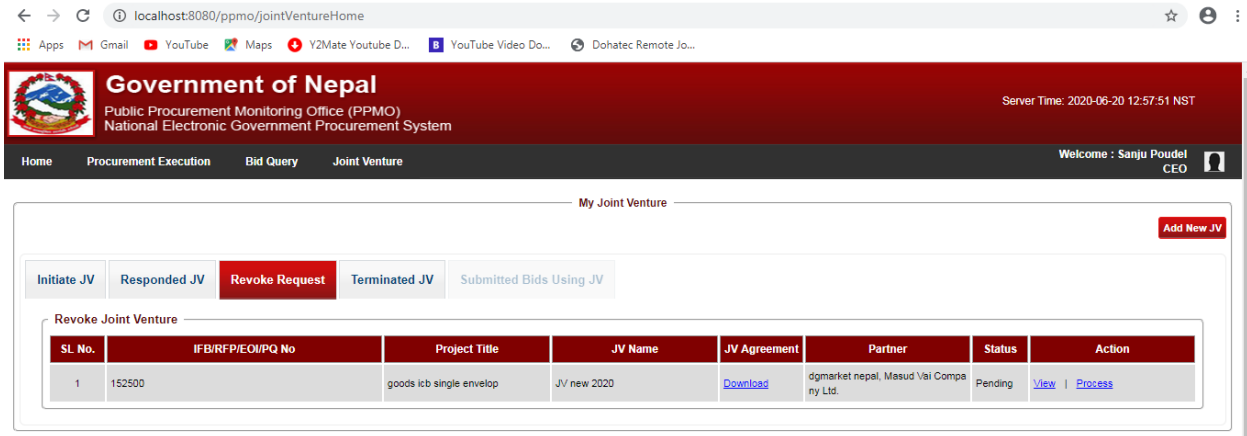 localhost:8080/ppmo/jointVentureHome
Apps Gmail YouTube Maps Y2Mate Youtube D... YouTube Video Do... Dohatec Remote Jo...
Government of Nepal
Public Procurement Monitoring Office (PPMO)
National Electronic Government Procurement System
Server Time: 2020-06-20 12:57:51 NST
Home Procurement Execution Bid Query Joint Venture
Welcome : Sanju Poudel
CEO
My Joint Venture
Add New JV
Initiate JV Responded JV Revoke Request Terminated JV Submitted Bids Using JV
Revoke Joint Venture
SL No. IFB/RFP/EOI/PQ No Project Title JV Name JV Agreement Partner Status Action
1 152500 goods icb single envelop JV new 2020 Download dgmarket nepal, Masud Vai Compa Pending View | Process
ny Ltd.